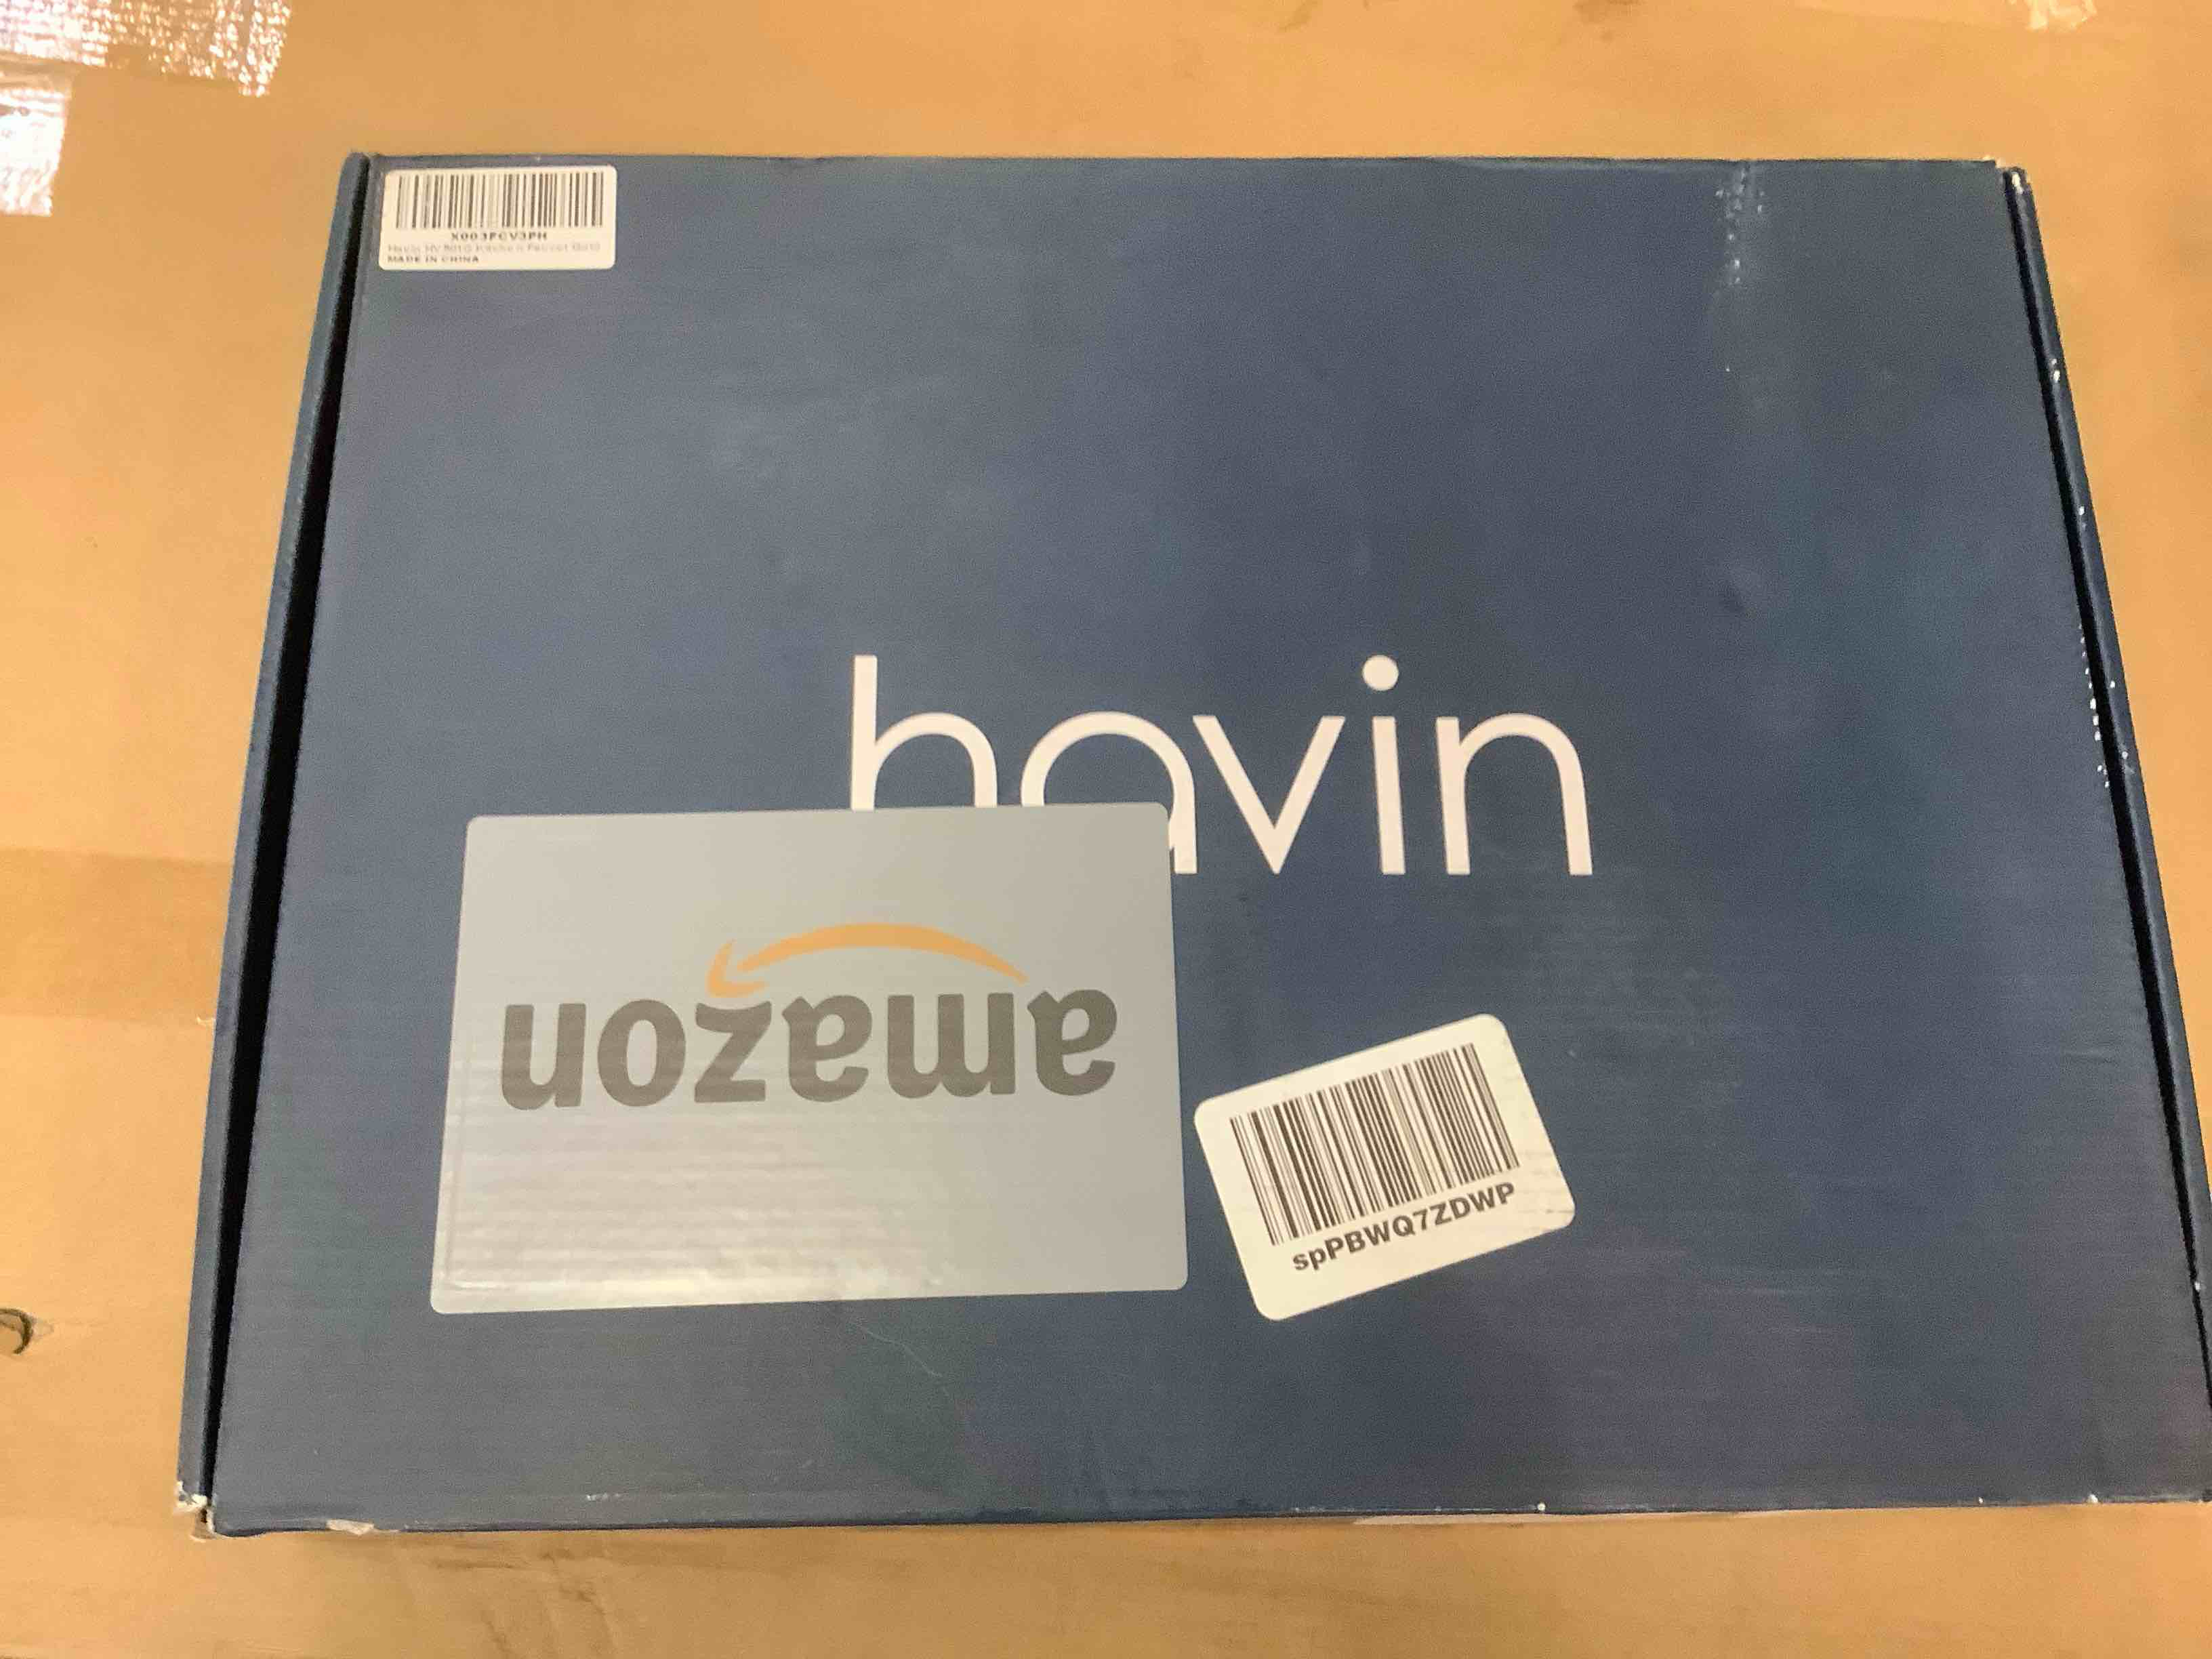 X003FCV3PH
MADE IN CHINA
havin
amazon
spPBWQ7ZDWP